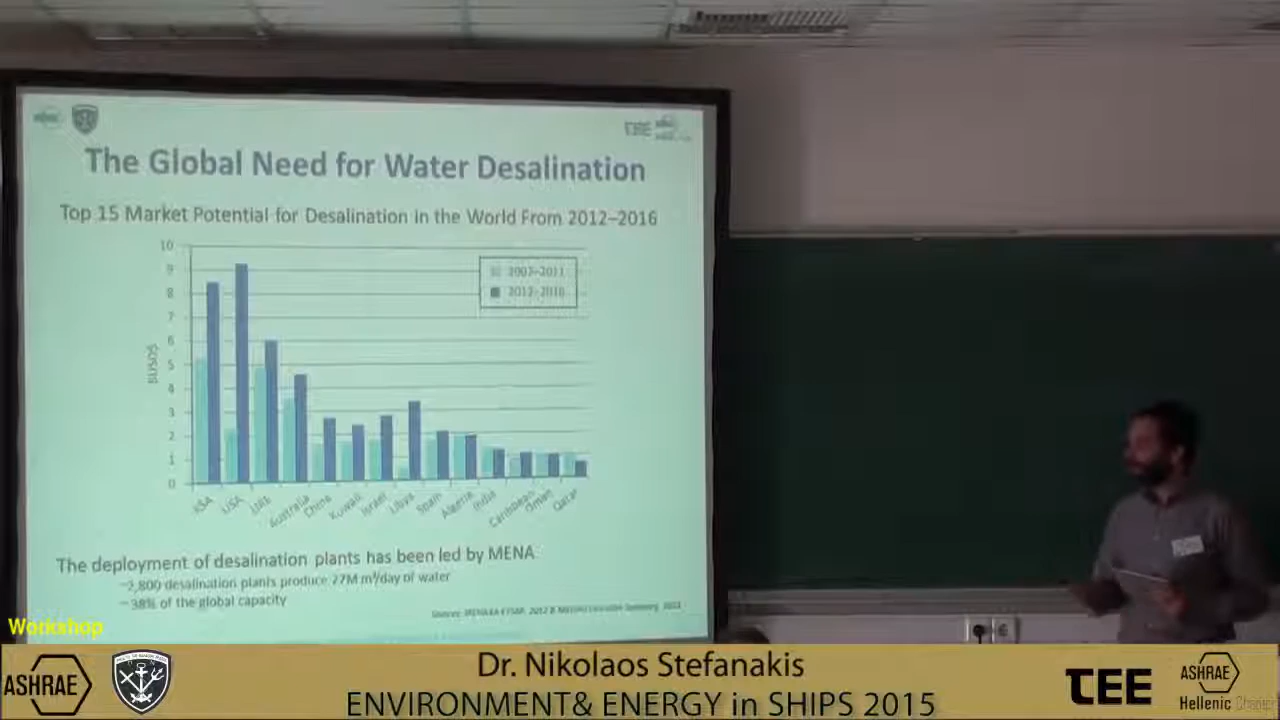 TEE
The Global Need for Water Desalination
Top 15 Market Potential for Desalination in the World From 2012–2016
10
9
8
7
6
5
4
3
2
1
0
BUSD$
2007–2011
2012–2016
KSA
USA
UAE
Australia
China
Kuwait
Israel
Libya
Spain
Algeria
India
Caribbean
Oman
Qatar
The deployment of desalination plants has been led by MENA
~2,800 desalination plants produce 27M m³/day of water
~38% of the global capacity
Workshop
ASHRAE
Dr. Nikolaos Stefanakis
ENVIRONMENT& ENERGY in SHIPS 2015
TEE
ASHRAE
Hellenic